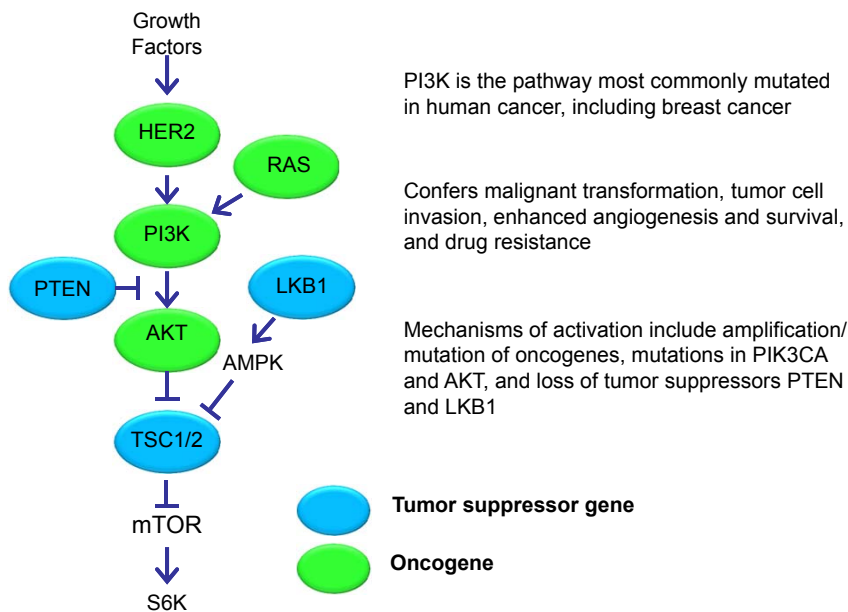 Growth
Factors
HER2
RAS
PI3K
PTEN
LKB1
AKT
AMPK
TSC1/2
mTOR
S6K
PI3K is the pathway most commonly mutated
in human cancer, including breast cancer
Confers malignant transformation, tumor cell
invasion, enhanced angiogenesis and survival,
and drug resistance
Mechanisms of activation include amplification/
mutation of oncogenes, mutations in PIK3CA
and AKT, and loss of tumor suppressors PTEN
and LKB1
Tumor suppressor gene
Oncogene